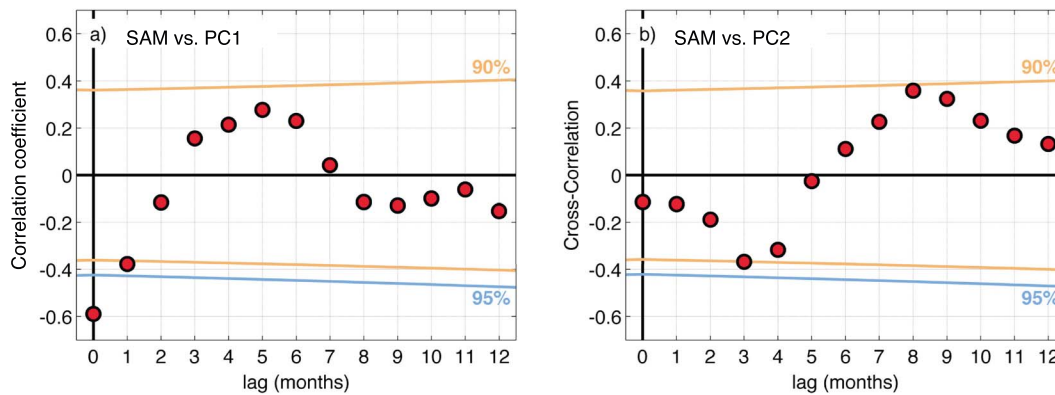 a) SAM vs. PC1
90%
95%
0.6
0.4
0.2
0
-0.2
-0.4
-0.6
0 1 2 3 4 5 6 7 8 9 10 11 12
lag (months)
Correlation coefficient
b) SAM vs. PC2
90%
95%
0.6
0.4
0.2
0
-0.2
-0.4
-0.6
0 1 2 3 4 5 6 7 8 9 10 11 12
lag (months)
Cross-Correlation